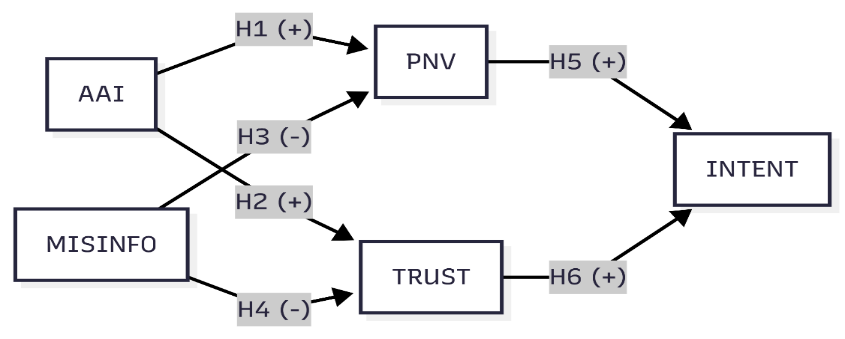 H1 (+)
AAI
PNV
H5 (+)
H3 (-)
INTENT
H2 (+)
MISINFO
TRUST
H6 (+)
H4 (-)